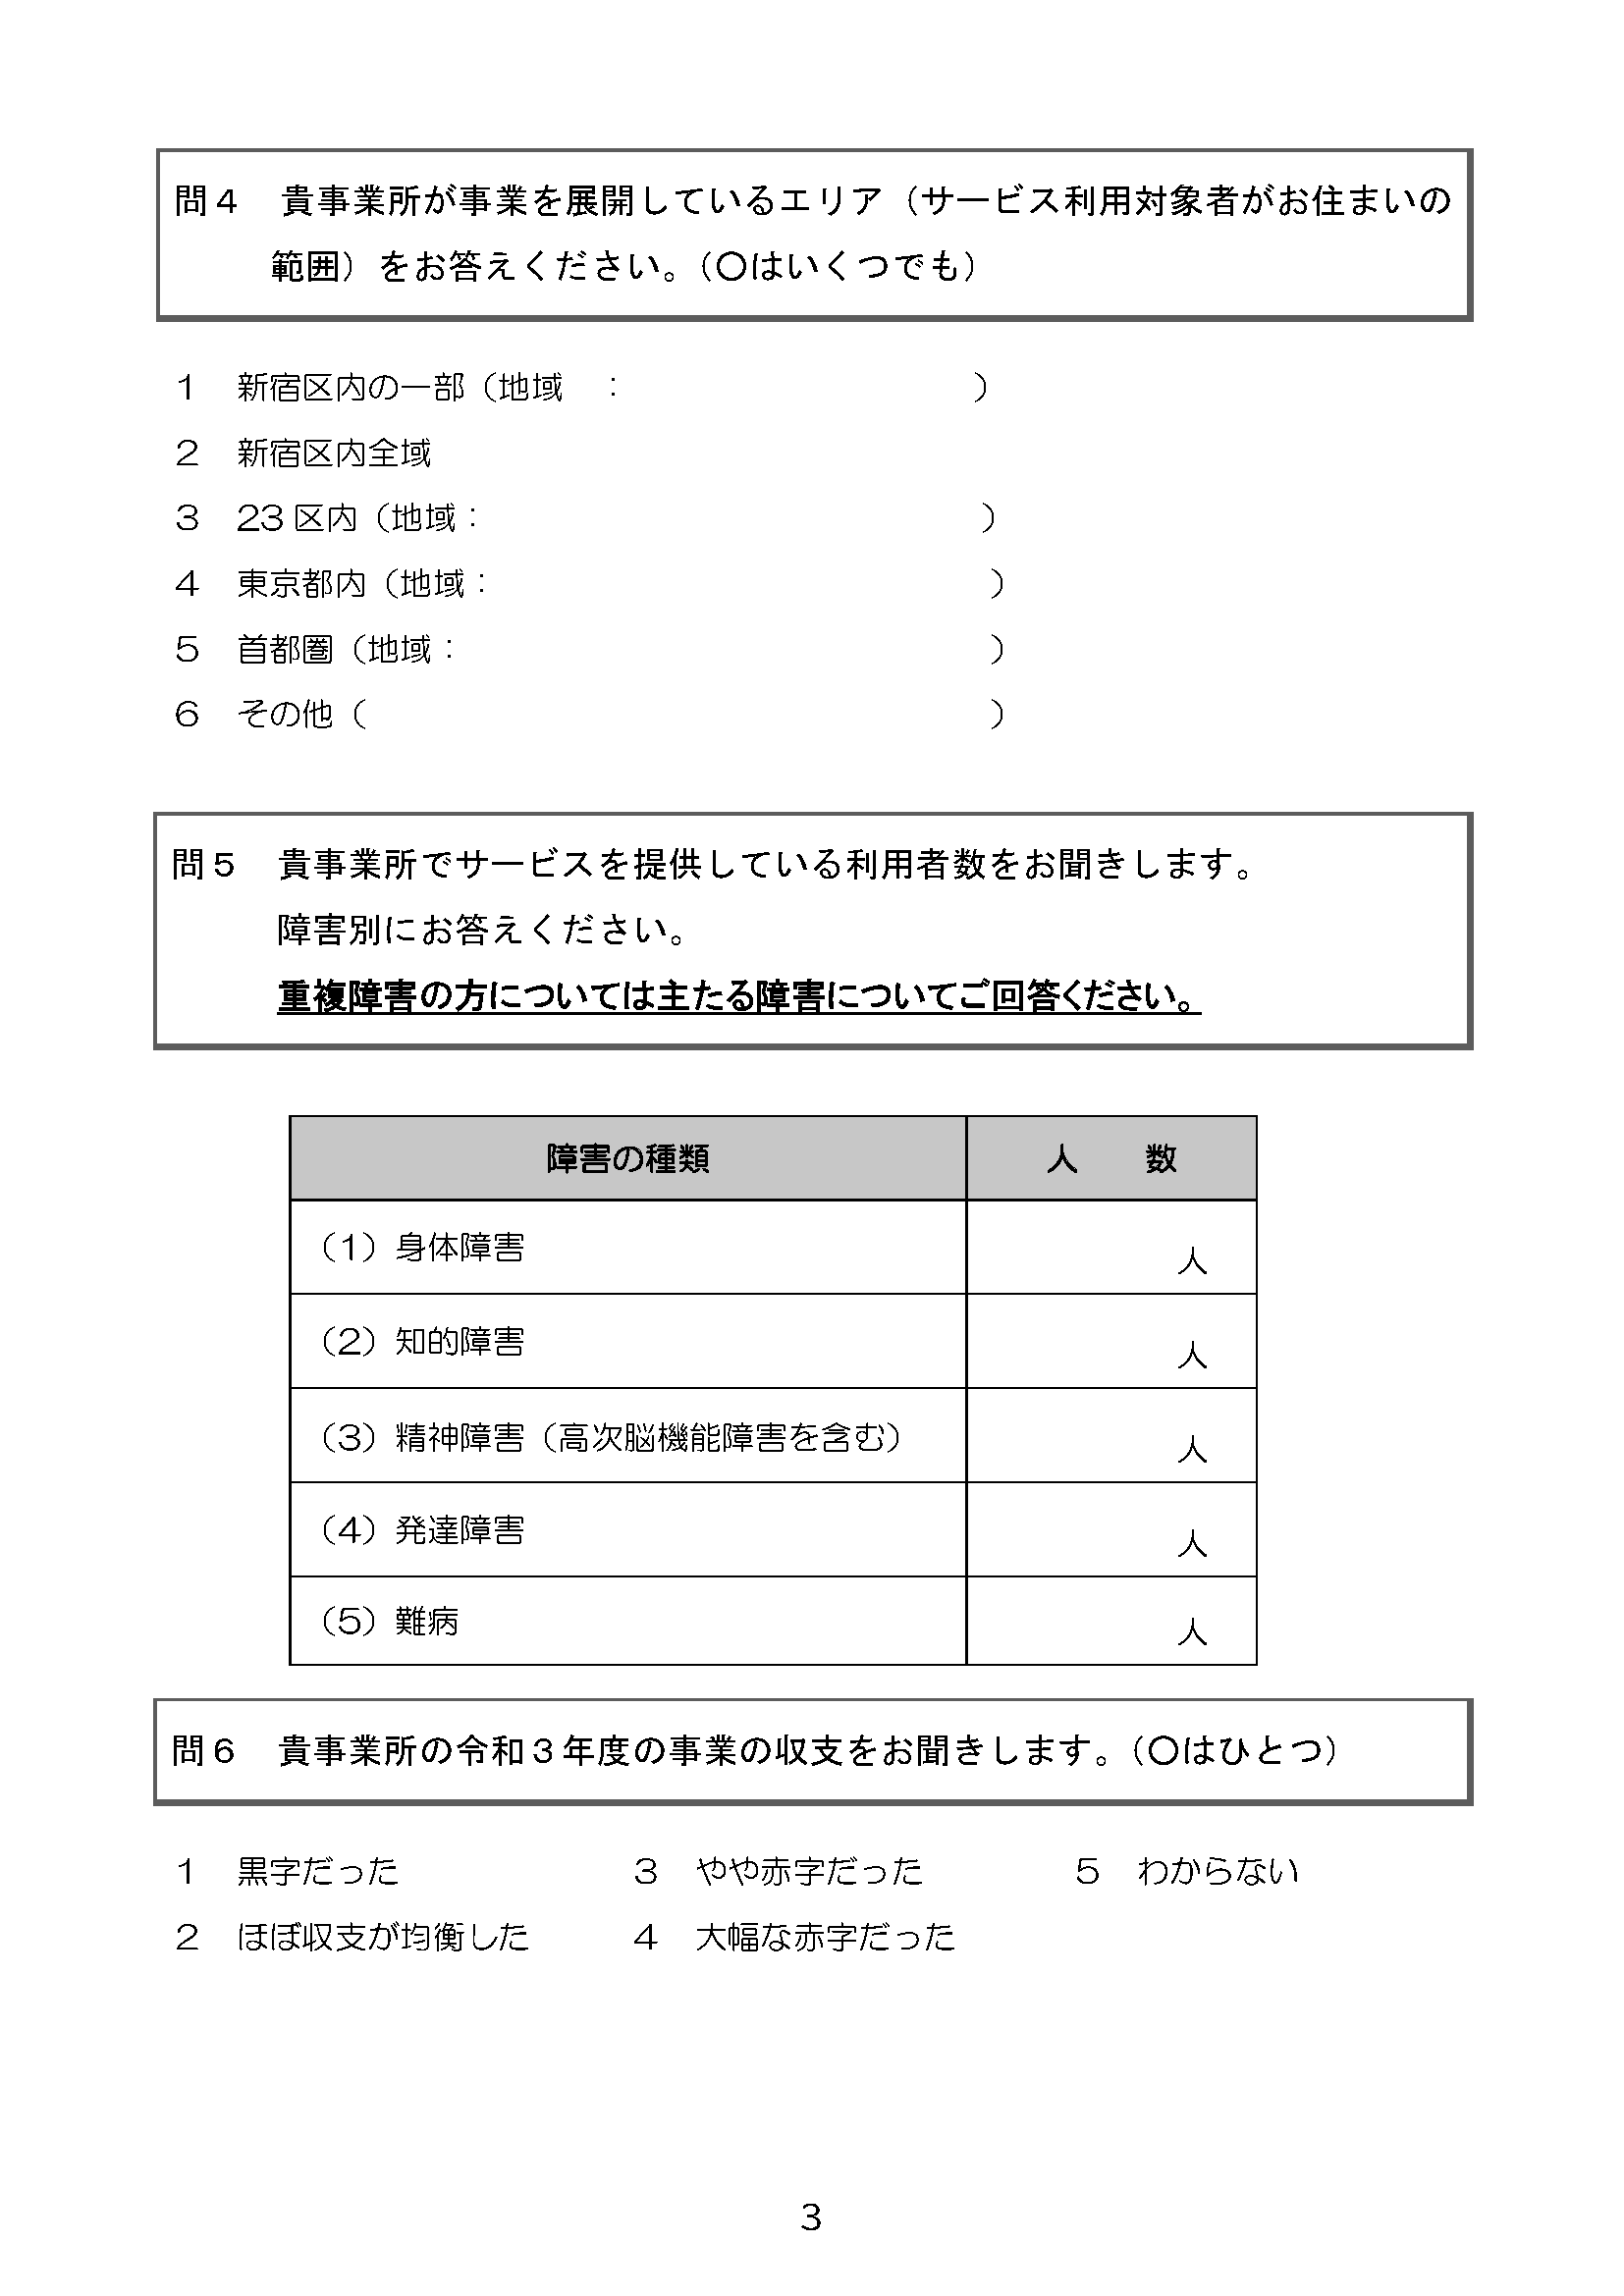 問４　貴事業所が事業を展開しているエリア（サービス利用対象者がお住まいの
範囲）をお答えください。（〇はいくつでも）
１　新宿区内の一部（地域　：　　　　　　　　　　　）
２　新宿区内全域
３　23区内（地域：　　　　　　　　　　　　　　　）
４　東京都内（地域：　　　　　　　　　　　　　　　）
５　首都圏（地域：　　　　　　　　　　　　　　　　）
６　その他（　　　　　　　　　　　　　　　　　　　）
問５　貴事業所でサービスを提供している利用者数をお聞きします。
障害別にお答えください。
重複障害の方については主たる障害についてご回答ください。
障害の種類　人　　数
（1）身体障害　人
（2）知的障害　人
（3）精神障害（高次脳機能障害を含む）　人
（4）発達障害　人
（5）難病　人
問６　貴事業所の令和３年度の事業の収支をお聞きします。（〇はひとつ）
１　黒字だった　３　やや赤字だった　５　わからない
２　ほぼ収支が均衡した　４　大幅な赤字だった
3